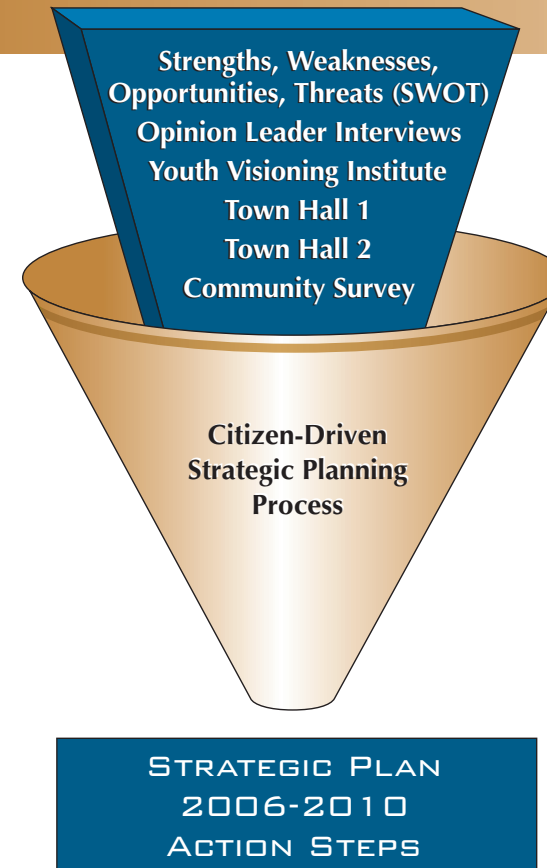 Strengths, Weaknesses,
Opportunities, Threats (SWOT)
Opinion Leader Interviews
Youth Visioning Institute
Town Hall 1
Town Hall 2
Community Survey
Citizen-Driven
Strategic Planning
Process
STRATEGIC PLAN
2006-2010
ACTION STEPS